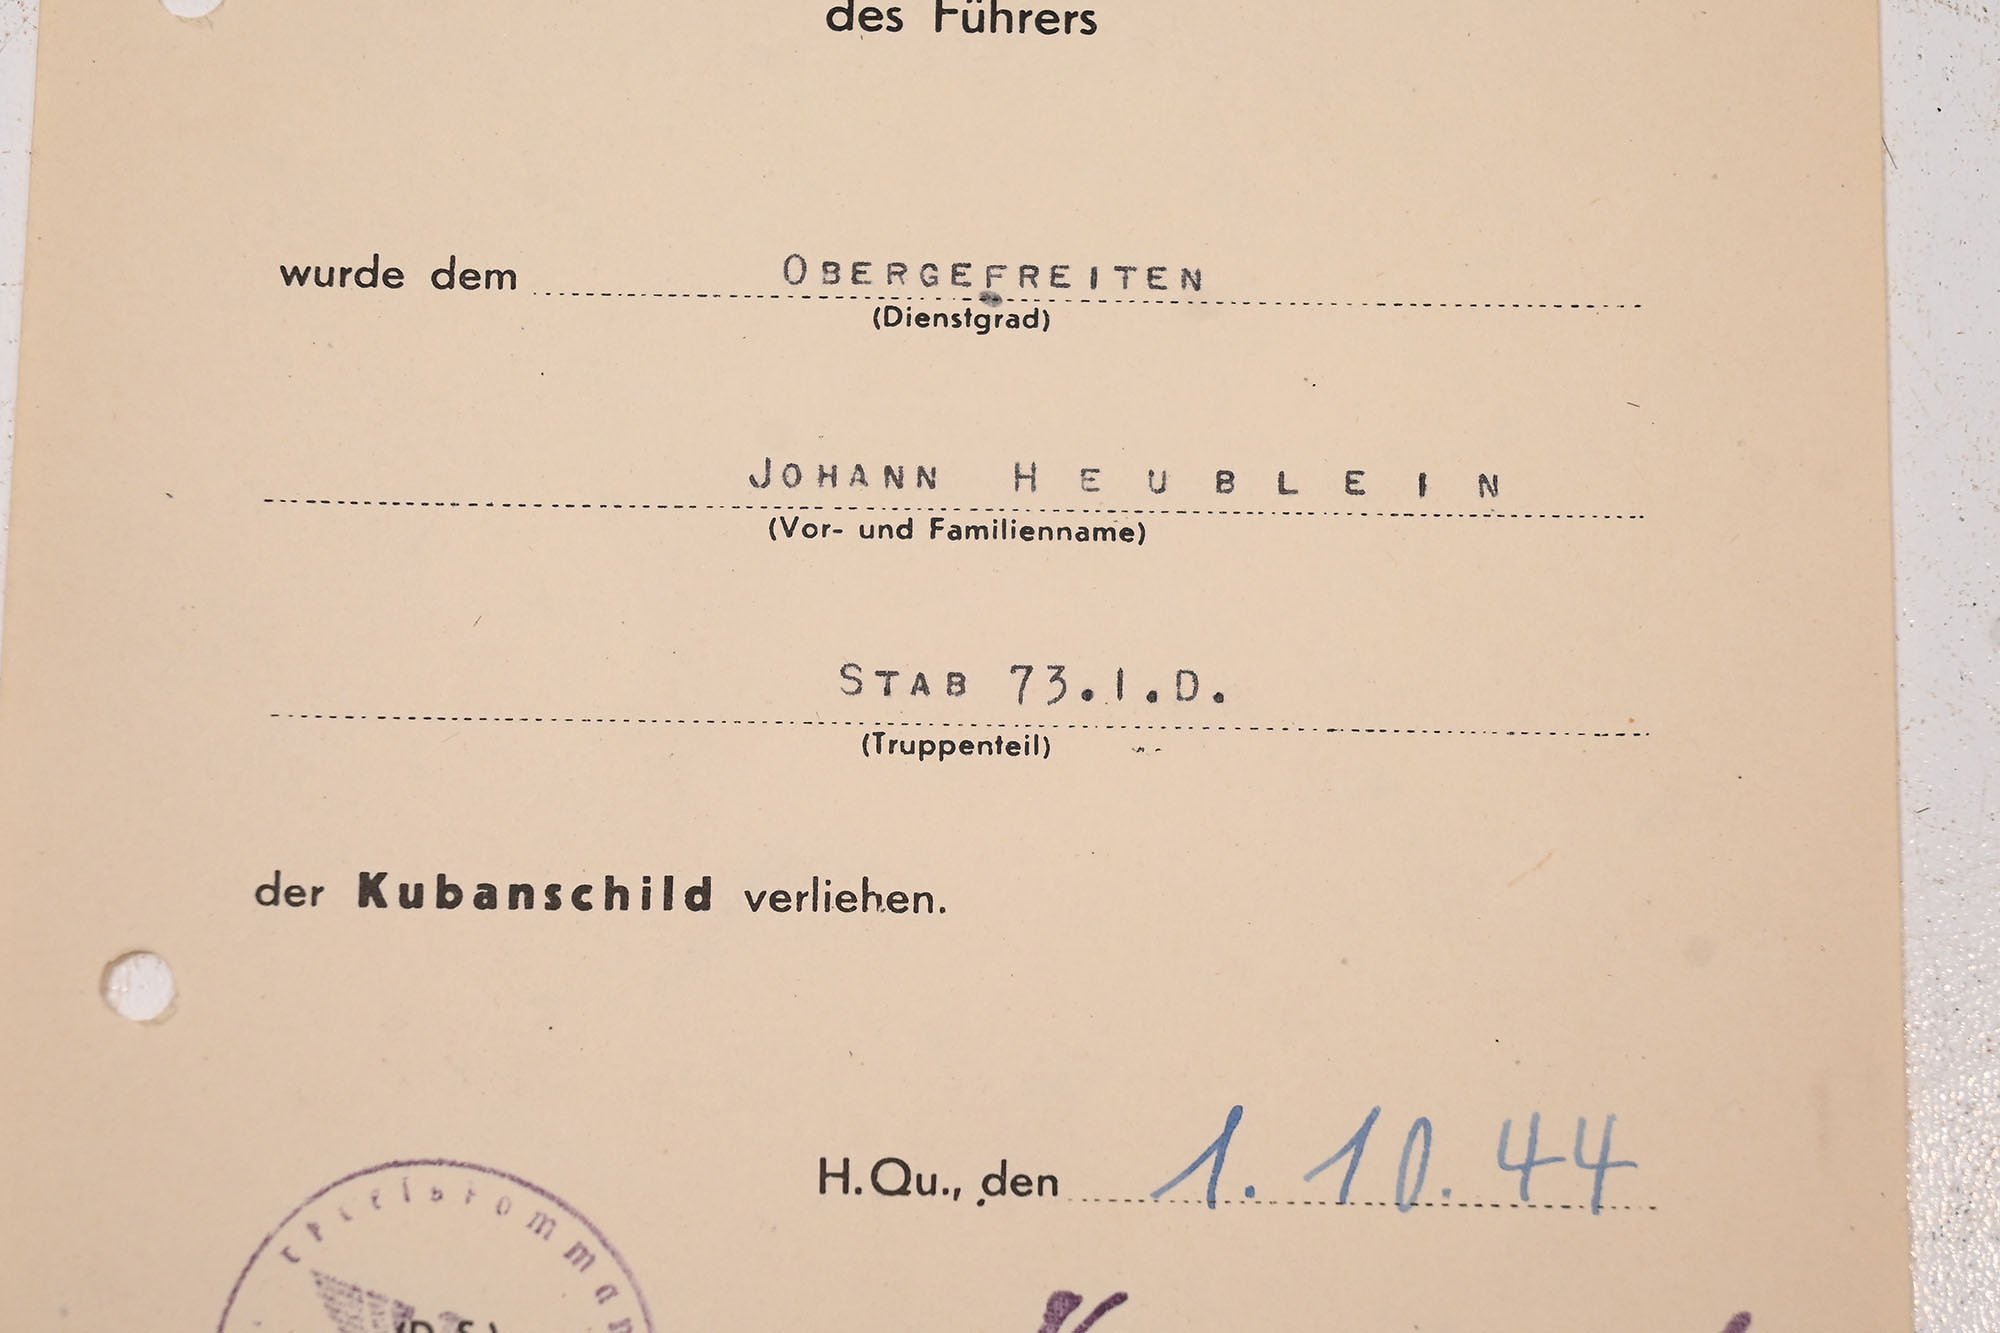 des Führers
wurde dem OBERGEFREITEN
(Dienstgrad)
JOHANN HEUBLEIN
(Vor- und Familienname)
STAB 73.I.D.
(Truppenteil)
der Kubanschild verliehen.
H.Qu., den 1.10.44